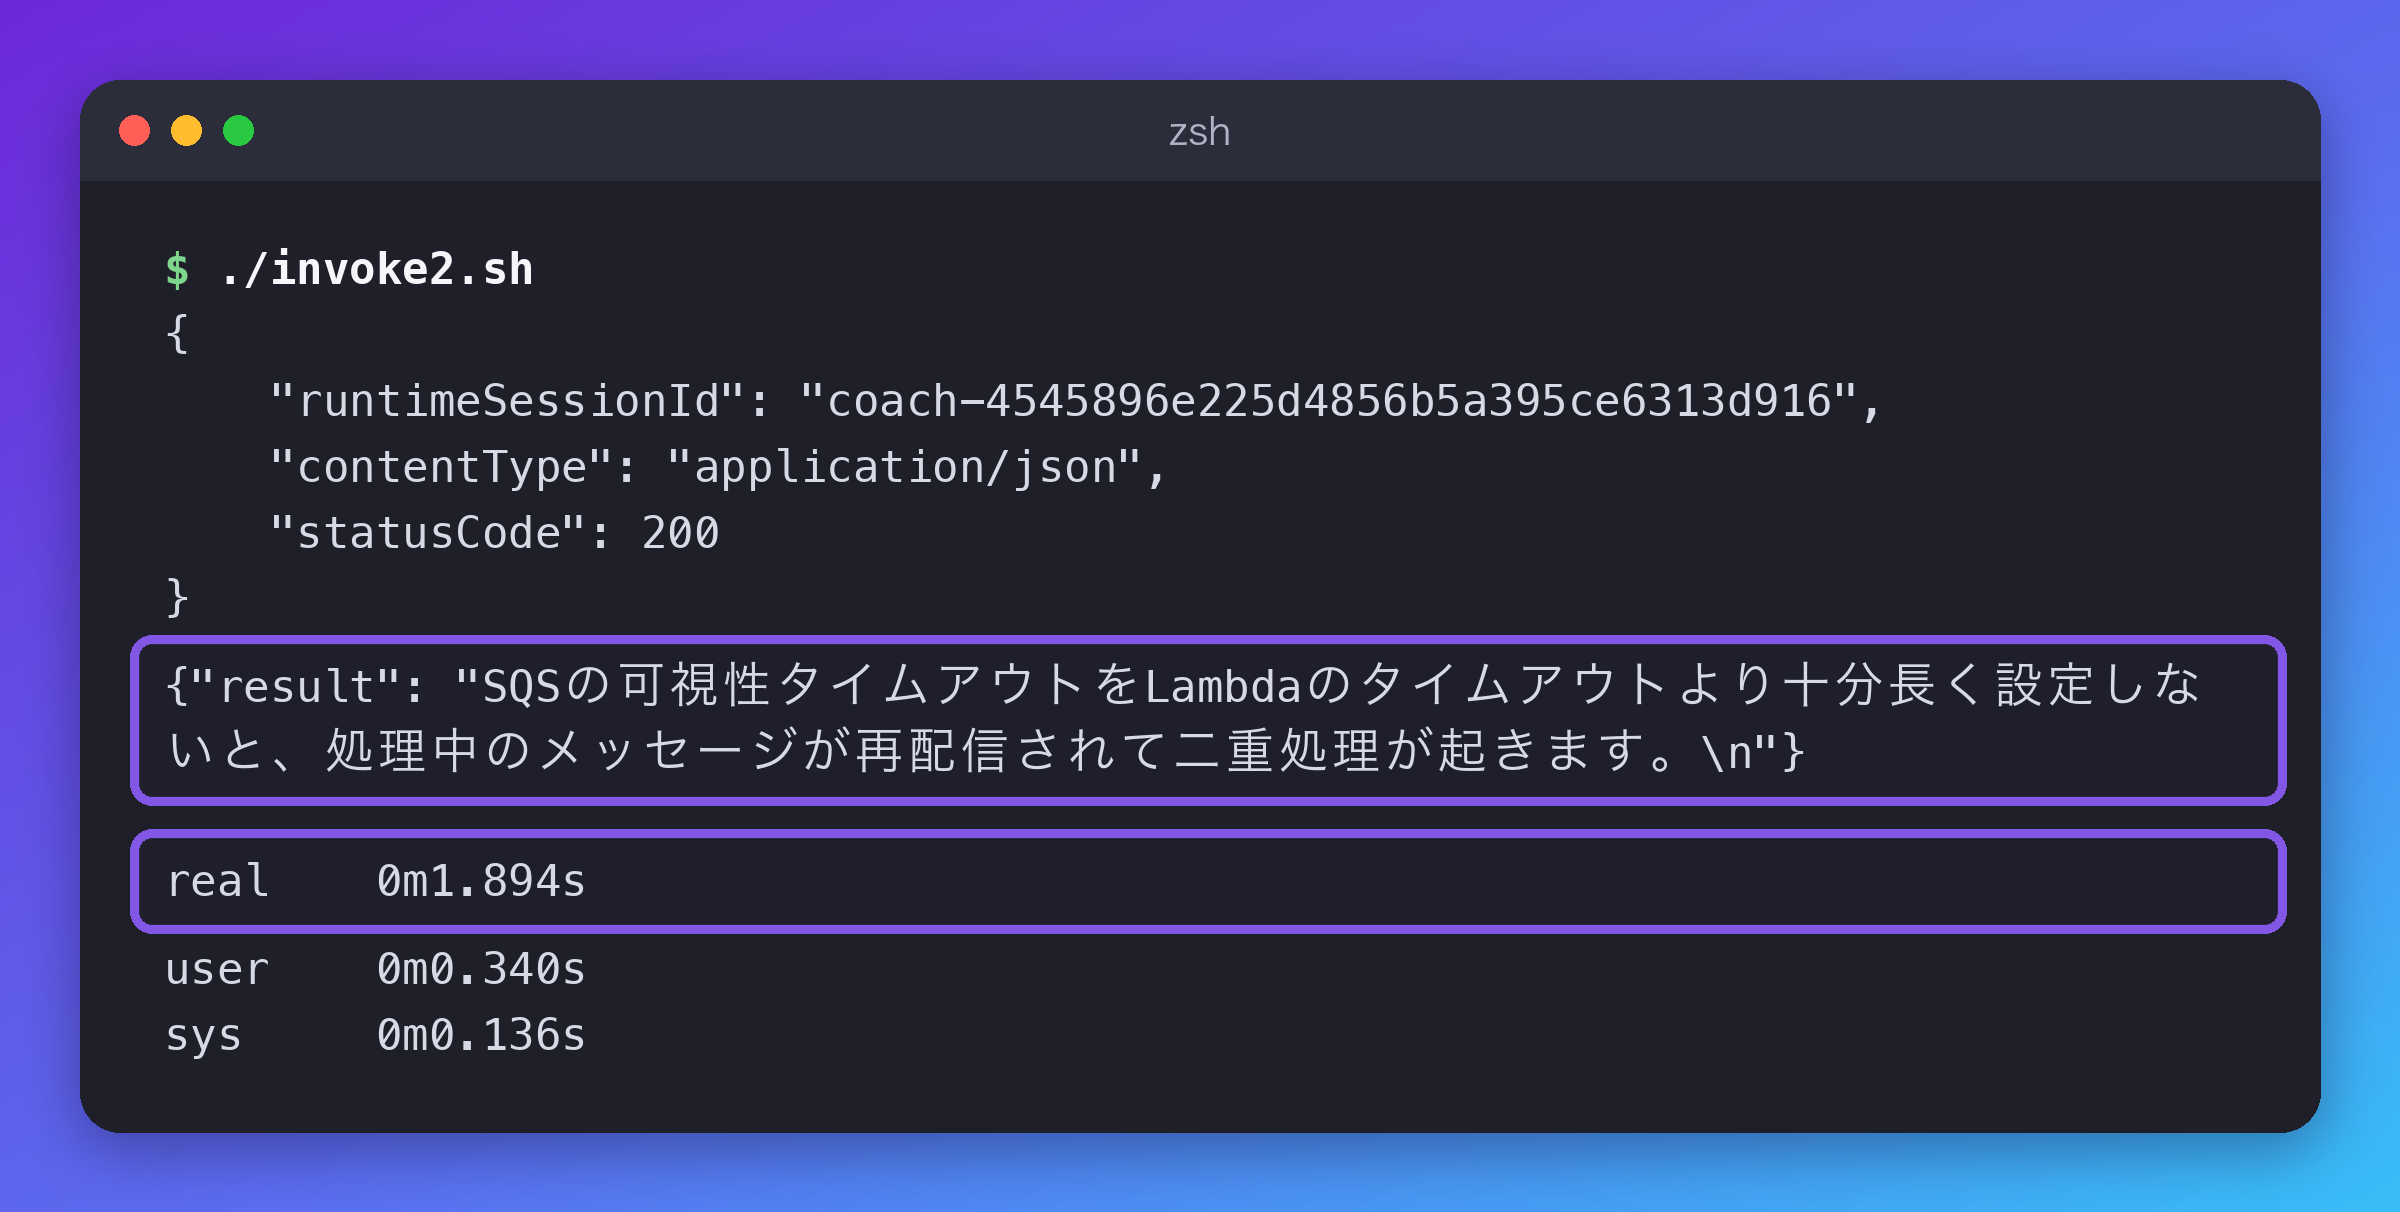 zsh
$ ./invoke2.sh
{
    "runtimeSessionId": "coach-4545896e225d4856b5a395ce6313d916",
    "contentType": "application/json",
    "statusCode": 200
}
{"result": "SQSの可視性タイムアウトをLambdaのタイムアウトより十分長く設定しな
いと、処理中のメッセージが再配信されて二重処理が起きます。\n"}
real    0m1.894s
user    0m0.340s
sys     0m0.136s